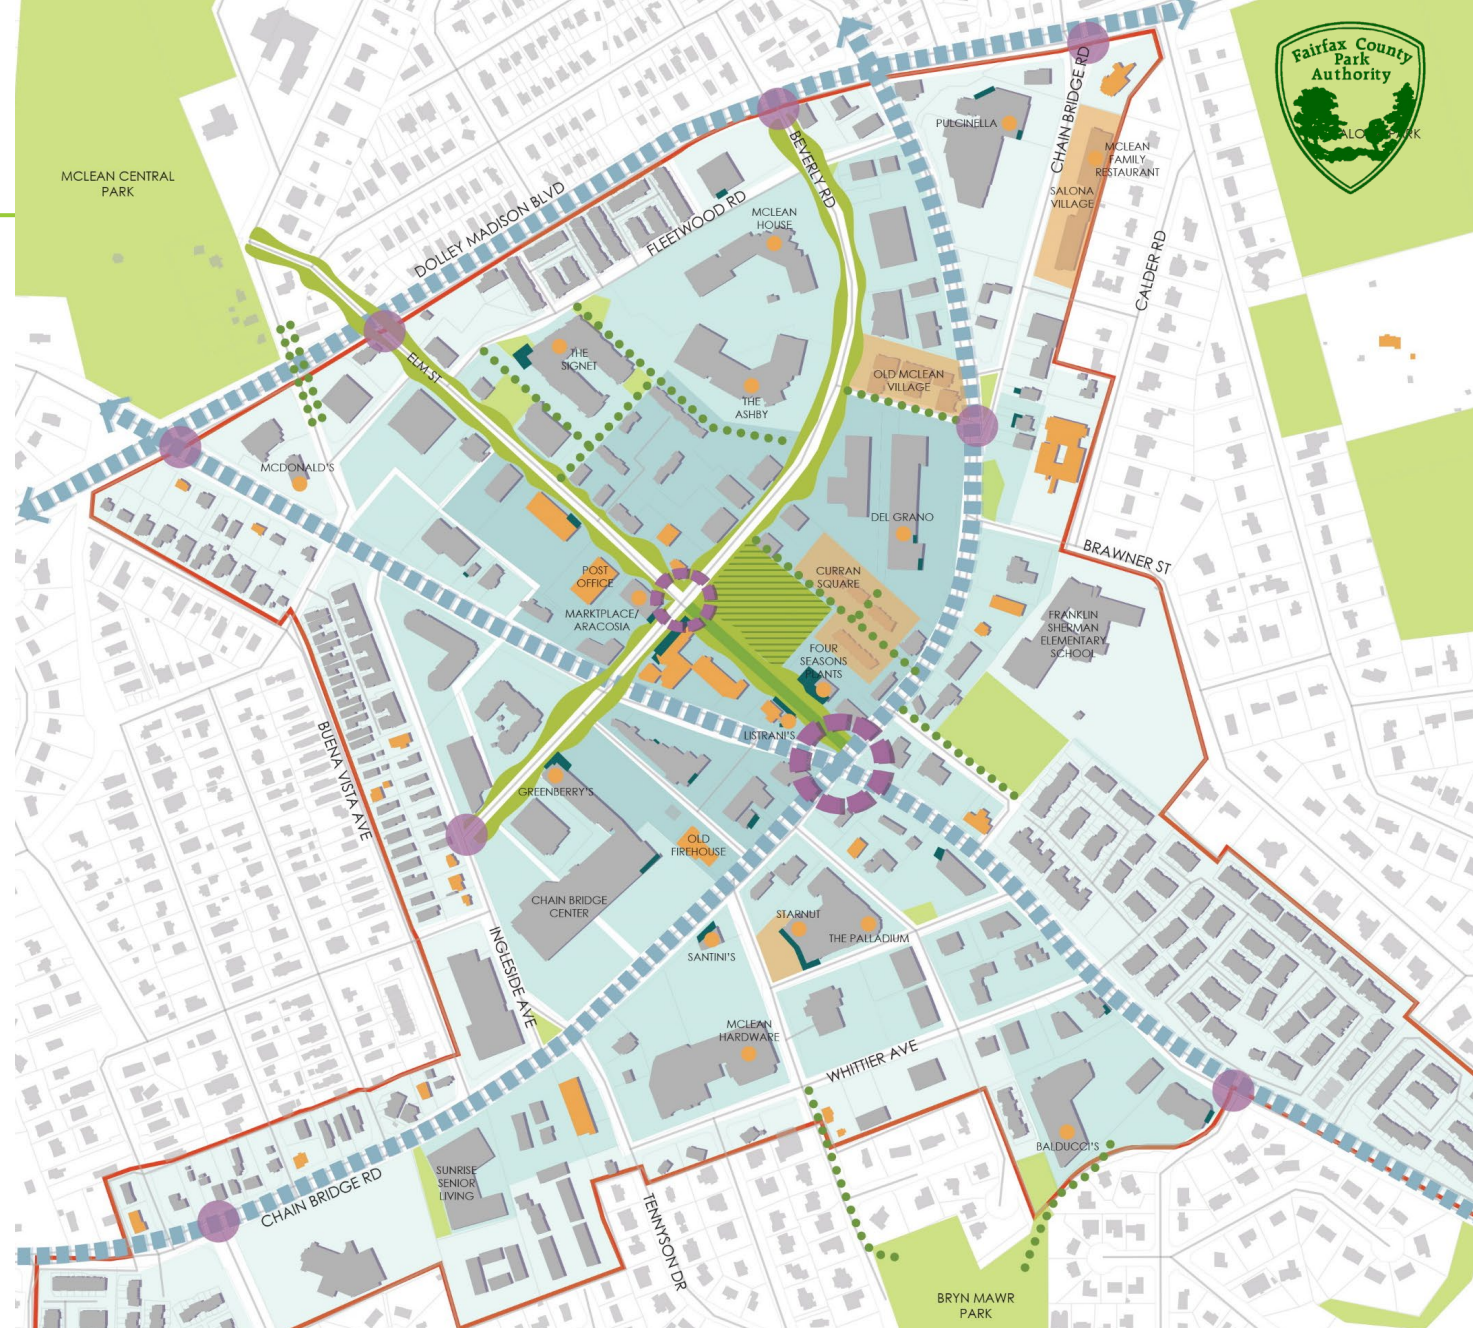 Fairfax County
Park
Authority
MCLEAN CENTRAL
PARK
DOLLEY MADISON BLVD
FLEETWOOD RD
BEVERLY RD
CHAIN BRIDGE RD
PULCINELLA
MCLEAN
FAMILY
RESTAURANT
SALONA
VILLAGE
CALDER RD
MCLEAN
HOUSE
ELM ST
THE
SIGNET
THE
ASHBY
OLD MCLEAN
VILLAGE
MCDONALD'S
DEL GRANO
BRAWNER ST
POST
OFFICE
MARKTPLACE/
ARACOSIA
CURRAN
SQUARE
FRANKLIN
SHERMAN
ELEMENTARY
SCHOOL
FOUR
SEASONS
PLANTS
LISTRANI'S
BUENA VISTA AVE
GREENBERRY'S
OLD
FIREHOUSE
CHAIN BRIDGE
CENTER
STARNUT
THE PALLADIUM
SANTINI'S
INGLESIDE AVE
MCLEAN
HARDWARE
WHITTIER AVE
BALDUCCI'S
SUNRISE
SENIOR
LIVING
CHAIN BRIDGE RD
TENNYSON DR
BRYN MAWR
PARK